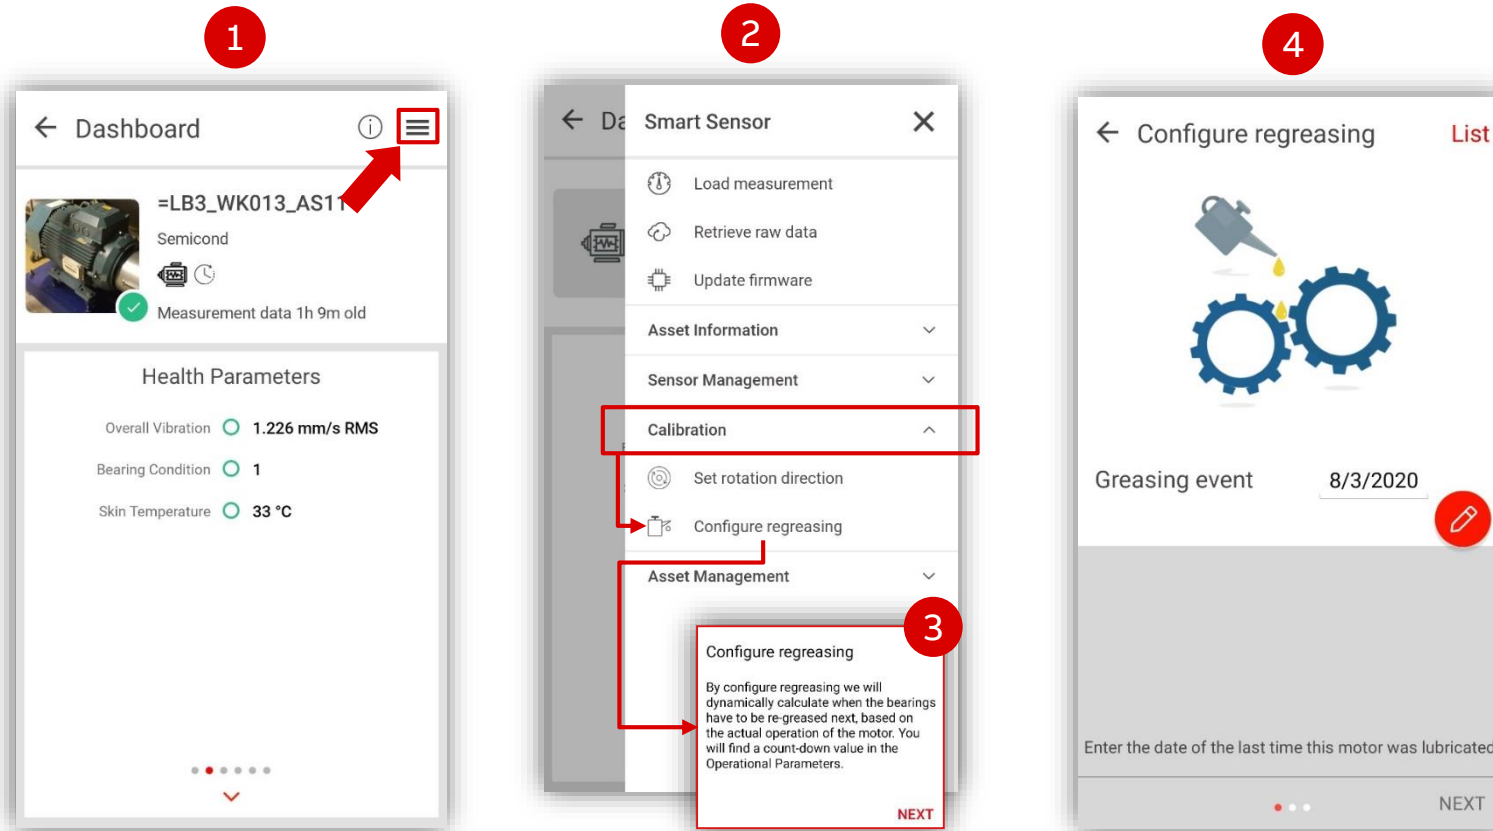 1
Dashboard
=LB3_WK013_AS11
Semicond
Measurement data 1h 9m old
Health Parameters
Overall Vibration 1.226 mm/s RMS
Bearing Condition 1
Skin Temperature 33 °C
2
Da
Smart Sensor
Load measurement
Retrieve raw data
Update firmware
Asset Information
Sensor Management
Calibration
Set rotation direction
Configure regreasing
Asset Management
3
Configure regreasing
By configure regreasing we will
dynamically calculate when the bearings
have to be re-greased next, based on
the actual operation of the motor. You
will find a count-down value in the
Operational Parameters.
NEXT
4
Configure regreasing List
Greasing event 8/3/2020
Enter the date of the last time this motor was lubricated
NEXT